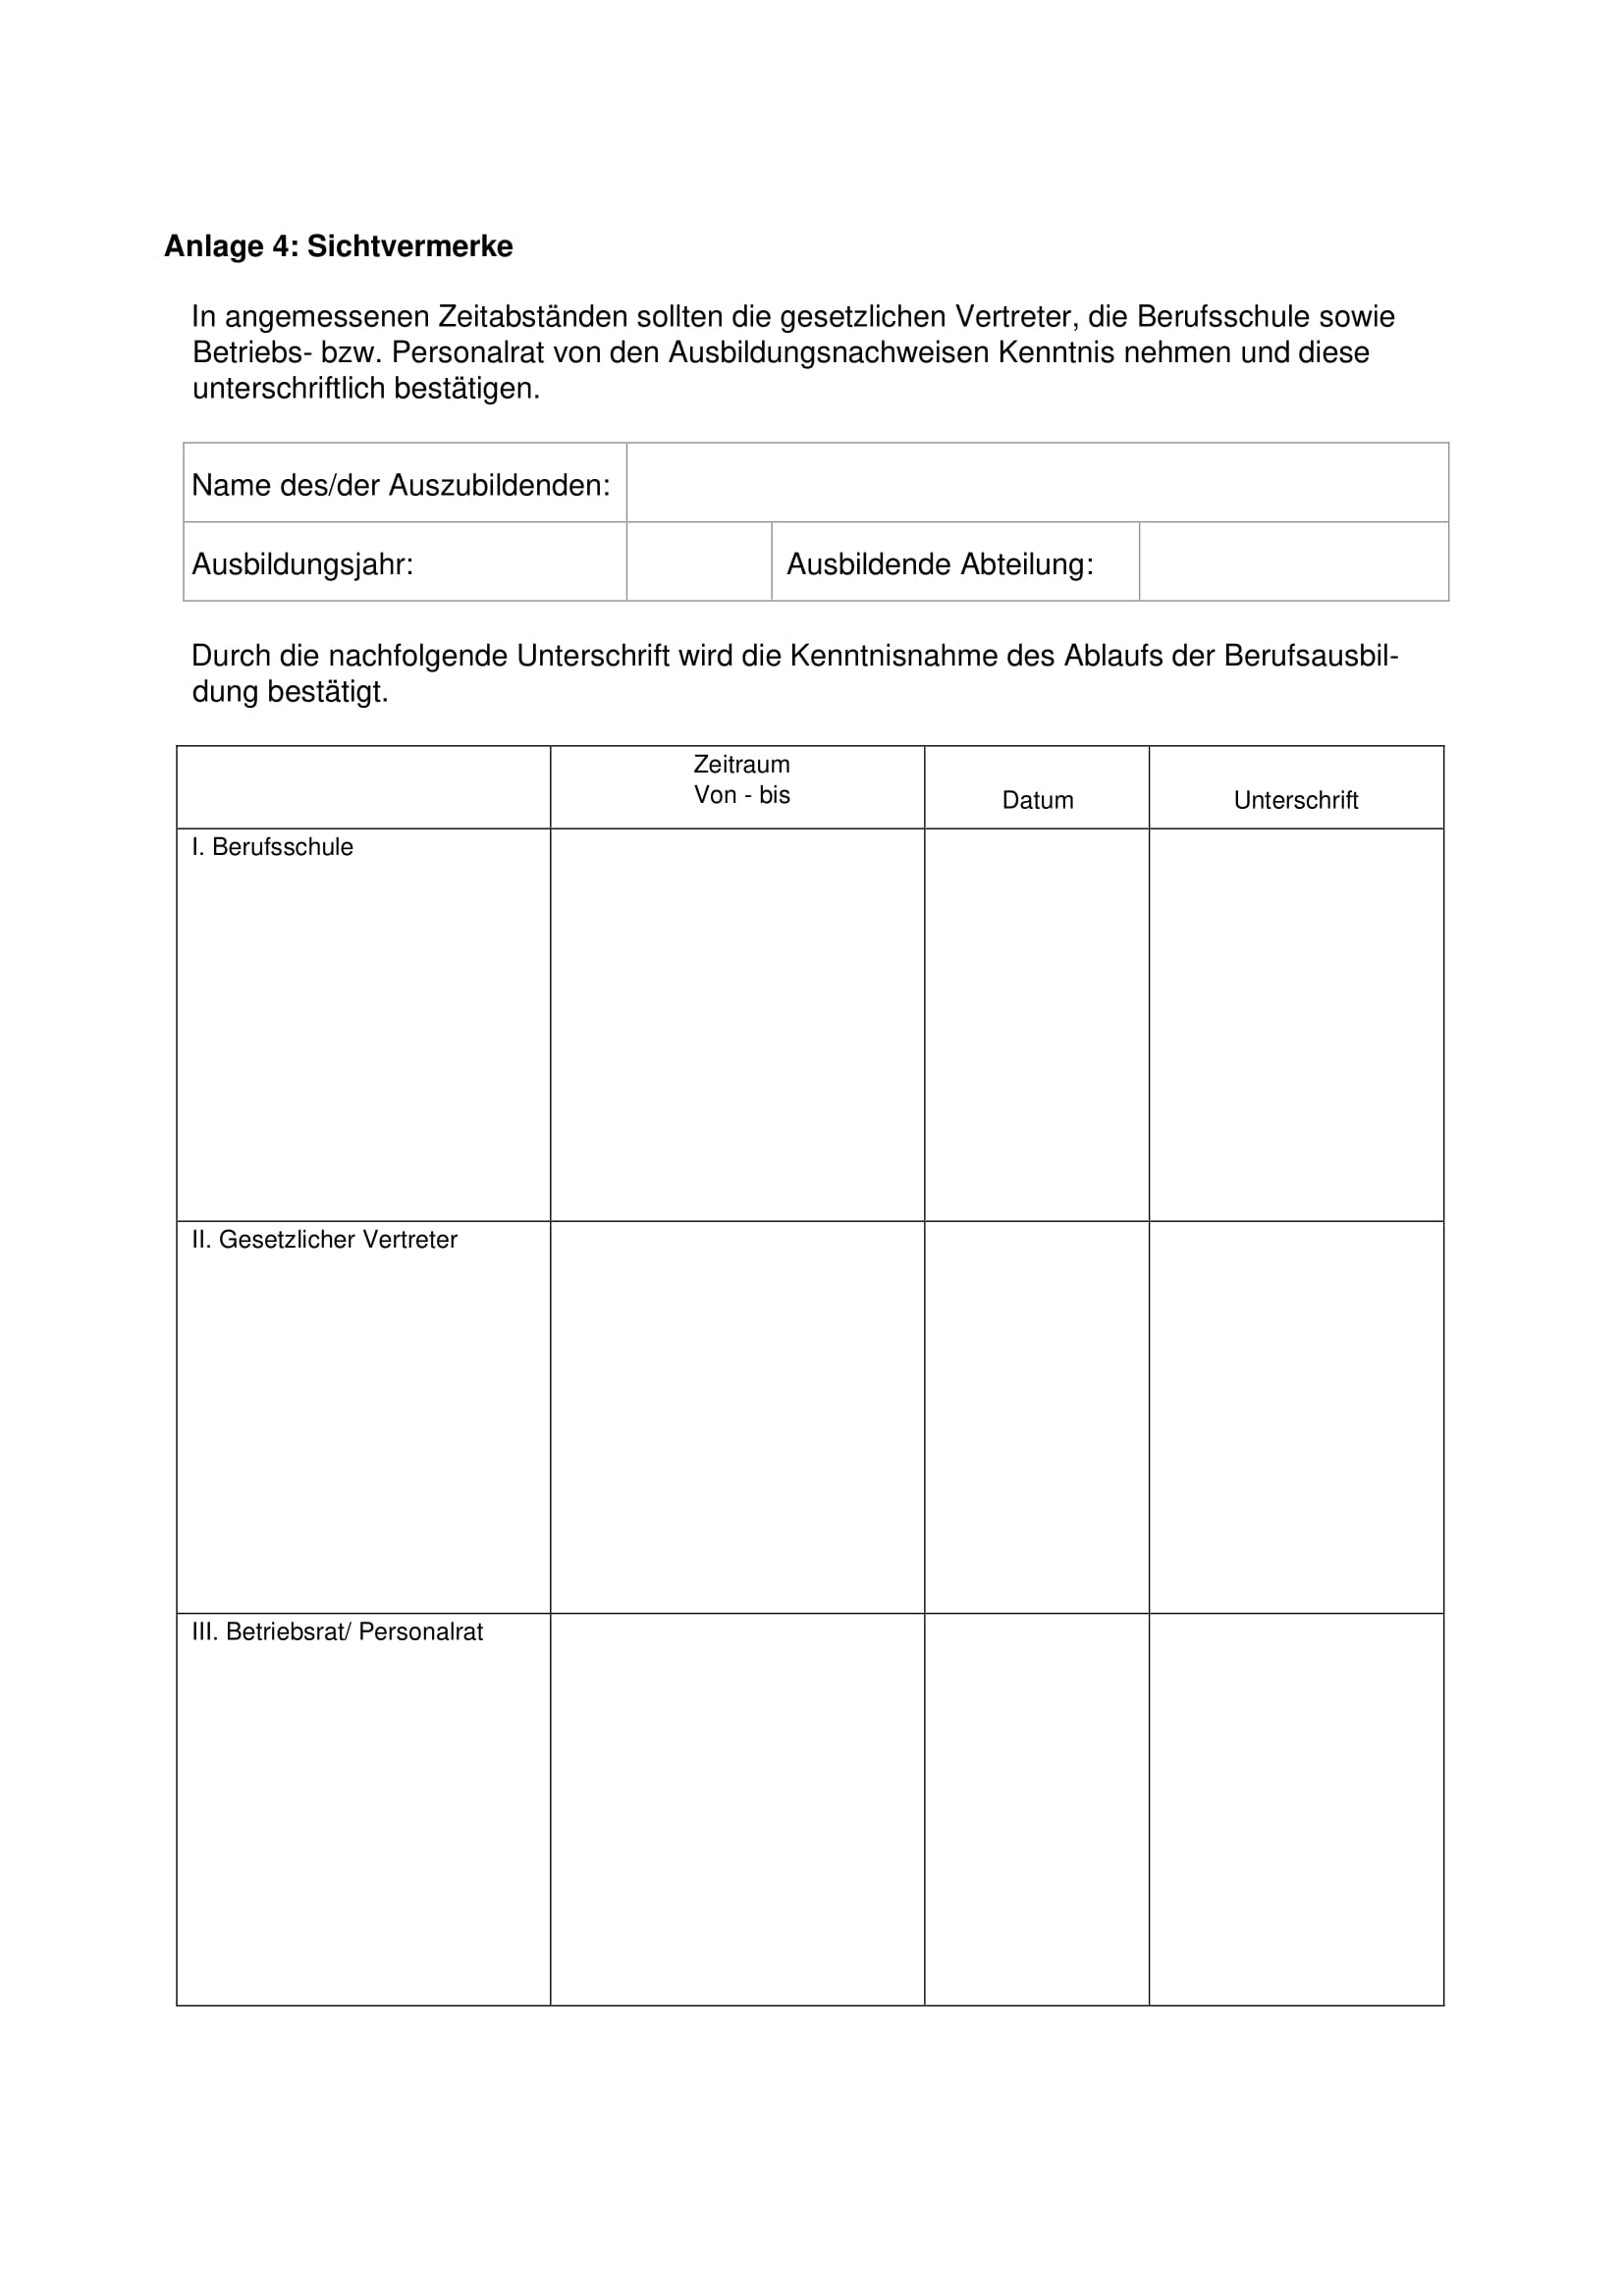 Anlage 4: Sichtvermerke
In angemessenen Zeitabständen sollten die gesetzlichen Vertreter, die Berufsschule sowie
Betriebs- bzw. Personalrat von den Ausbildungsnachweisen Kenntnis nehmen und diese
unterschriftlich bestätigen.
Name des/der Auszubildenden:
Ausbildungsjahr: Ausbildende Abteilung:
Durch die nachfolgende Unterschrift wird die Kenntnisnahme des Ablaufs der Berufsausbil-
dung bestätigt.
Zeitraum
Von - bis
Datum
Unterschrift
I. Berufsschule
II. Gesetzlicher Vertreter
III. Betriebsrat/ Personalrat